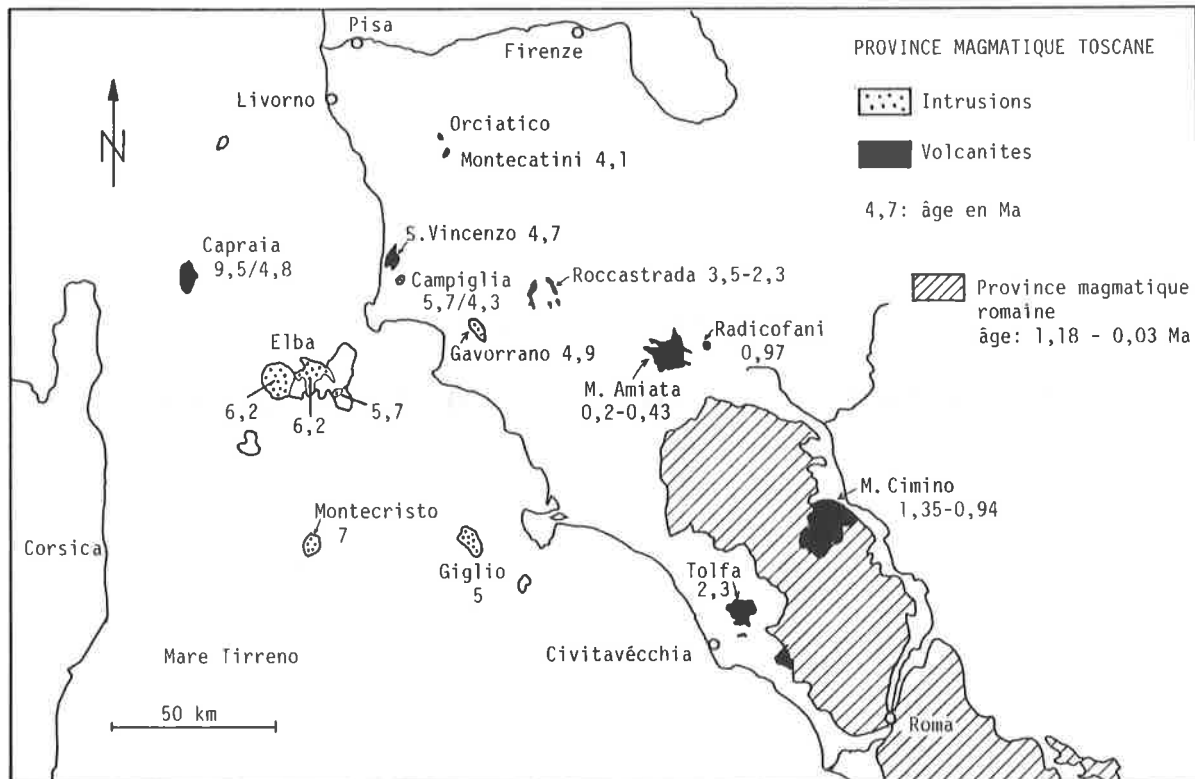 Pisa
Firenze
PROVINCE MAGMATIQUE TOSCANE
Livorno
Intrusions
N
Orciatico
Montecatini 4,1
Volcanites
4,7: âge en Ma
S.Vincenzo 4,7
Capraia
9,5/4,8
Campiglia
5,7/4,3
Roccastrada 3,5-2,3
Province magmatique
romaine
âge: 1,18 - 0,03 Ma
Radicofani
0,97
Gavorrano 4,9
Elba
M. Amiata
0,2-0,43
6,2
6,2
5,7
M. Cimino
1,35-0,94
Montecristo
7
Corsica
Giglio
5
Tolfa
2,3
Mare Tirreno
Civitavécchia
50 km
Roma